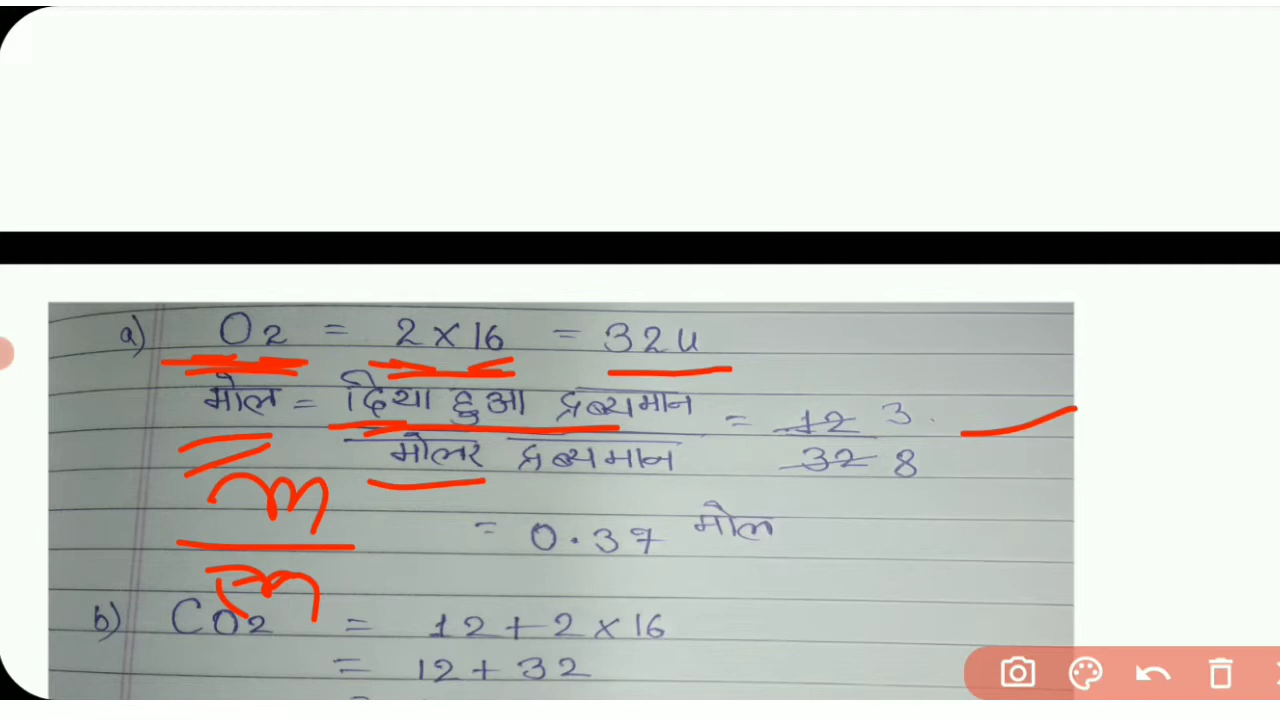 a) O2 = 2 × 16 = 32u
मोल = दिया हुआ द्रव्यमान / मोलर द्रव्यमान = 12 3 / 32 8
= 0.37 मोल
m / m
b) CO2 = 12 + 2 × 16
= 12 + 32